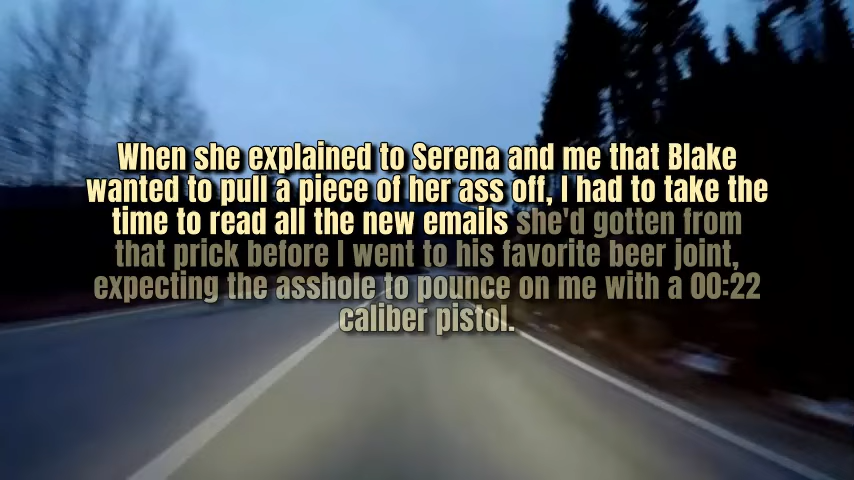 When she explained to Serena and me that Blake
wanted to pull a piece of her ass off, I had to take the
time to read all the new emails she'd gotten from
that prick before I went to his favorite beer joint,
expecting the asshole to pounce on me with a 00:22
caliber pistol.